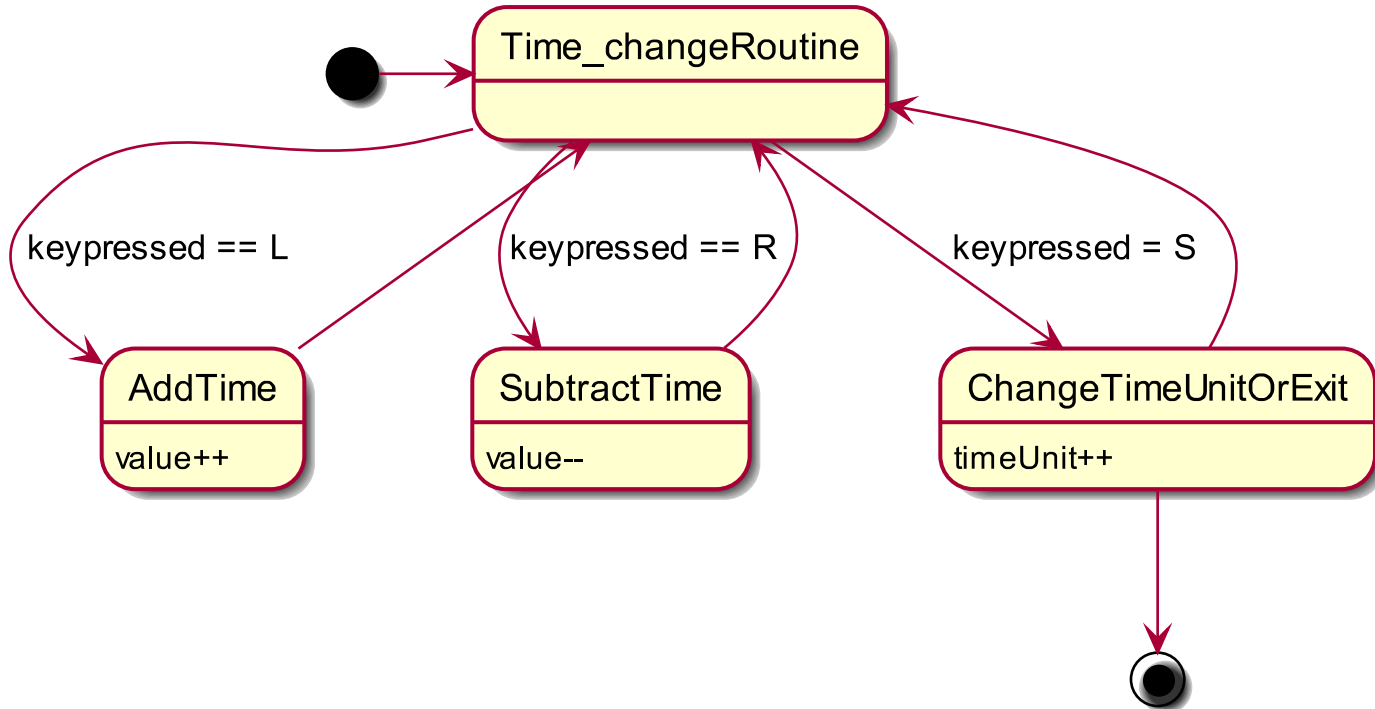 Time_changeRoutine
keypressed == L
keypressed == R
keypressed = S
AddTime
value++
SubtractTime
value--
ChangeTimeUnitOrExit
timeUnit++